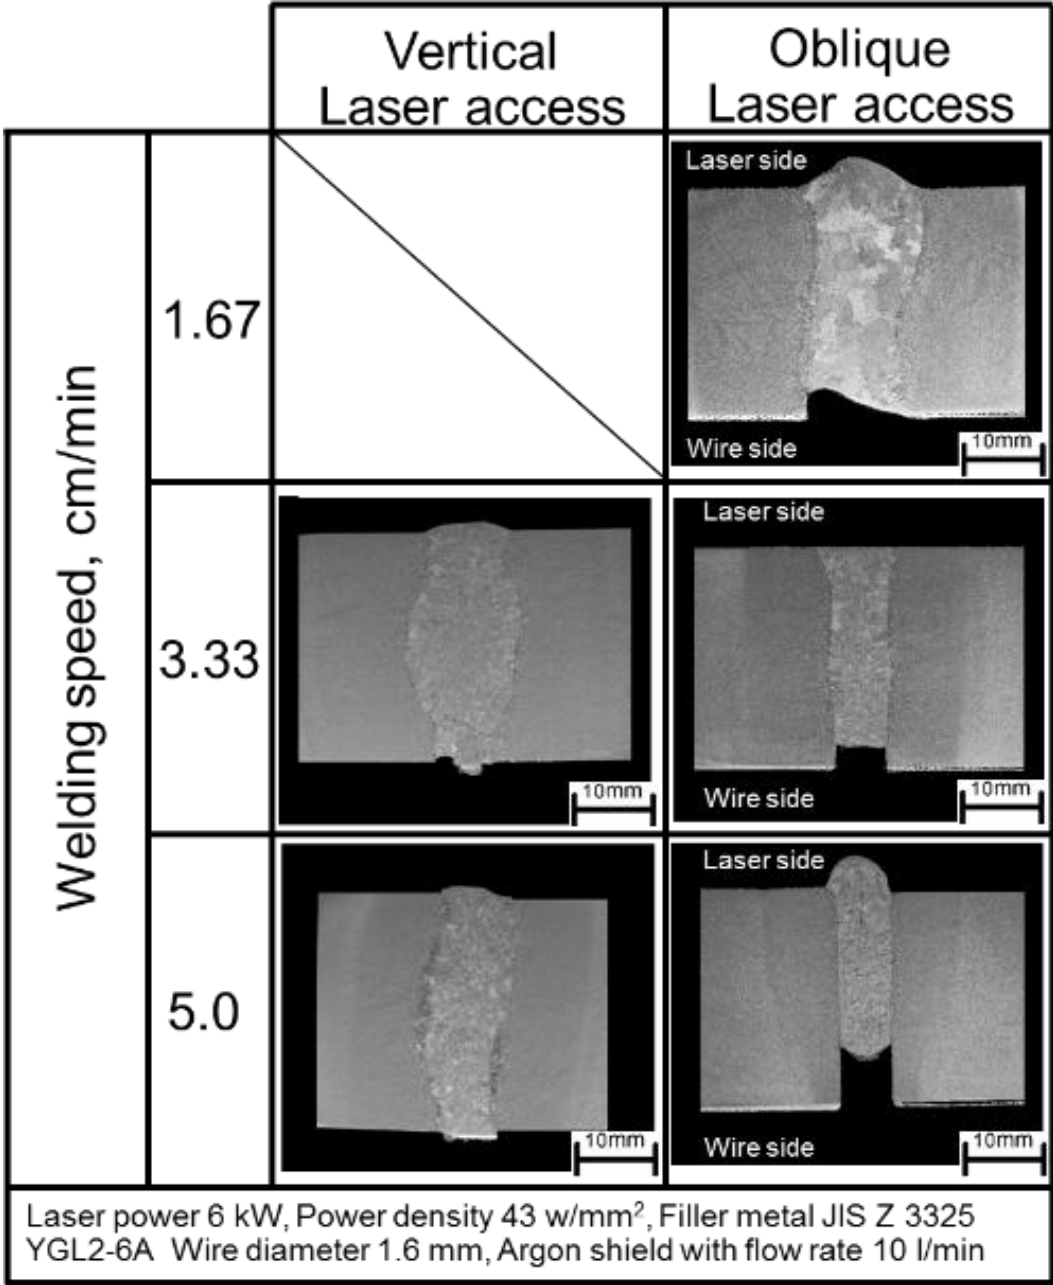 Vertical
Laser access
Oblique
Laser access
Welding speed, cm/min
1.67
Laser side
Wire side
10mm
3.33
10mm
Laser side
Wire side
10mm
5.0
10mm
Laser side
Wire side
10mm
Laser power 6 kW, Power density 43 w/mm², Filler metal JIS Z 3325
YGL2-6A Wire diameter 1.6 mm, Argon shield with flow rate 10 l/min